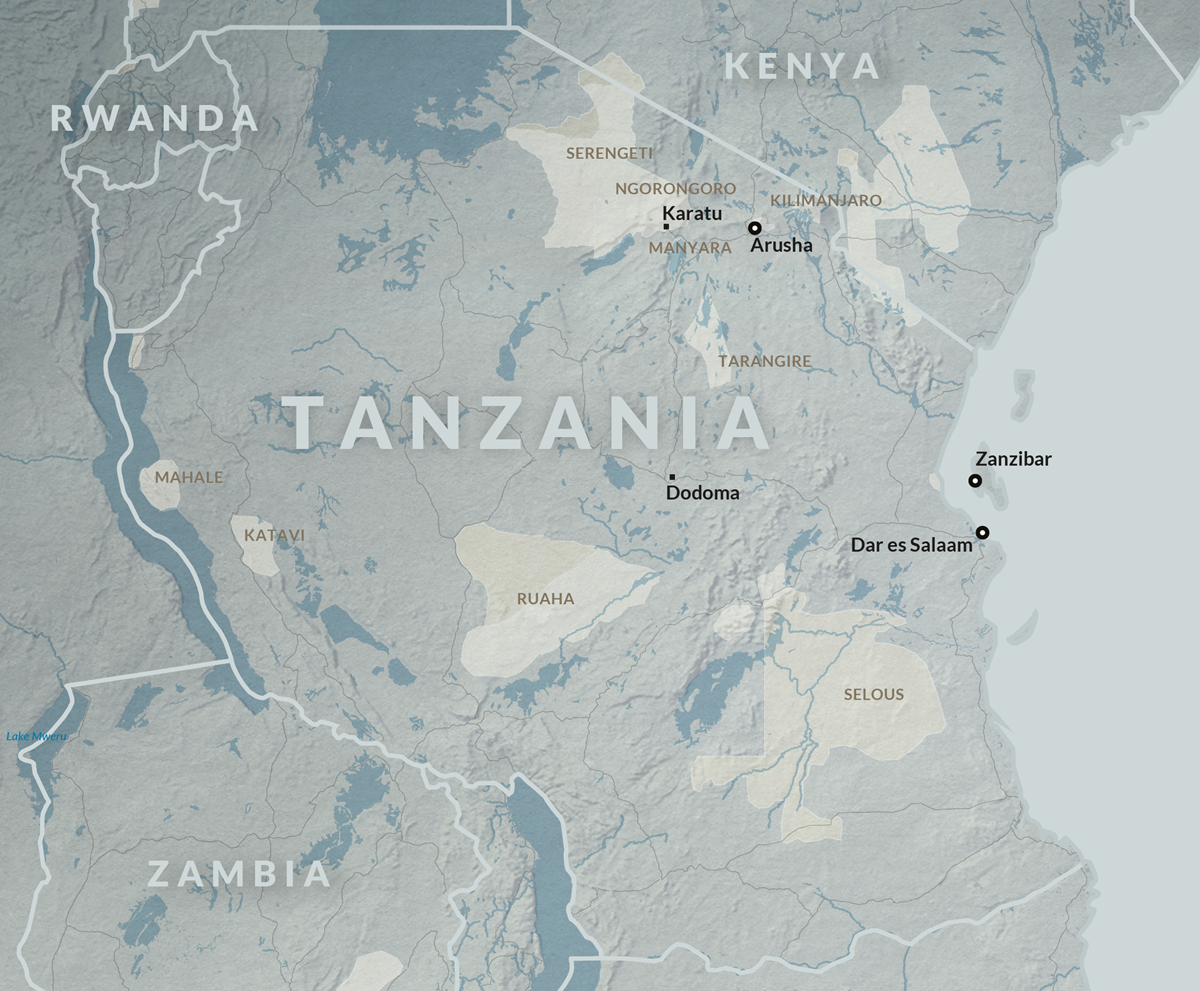 KENYA
RWANDA
SERENGETI
NGORONGORO
KILIMANJARO
Karatu
MANYARA
Arusha
TARANGIRE
TANZANIA
Zanzibar
MAHALE
Dodoma
KATAVI
Dar es Salaam
RUAHA
SELOUS
Lake Mweru
ZAMBIA